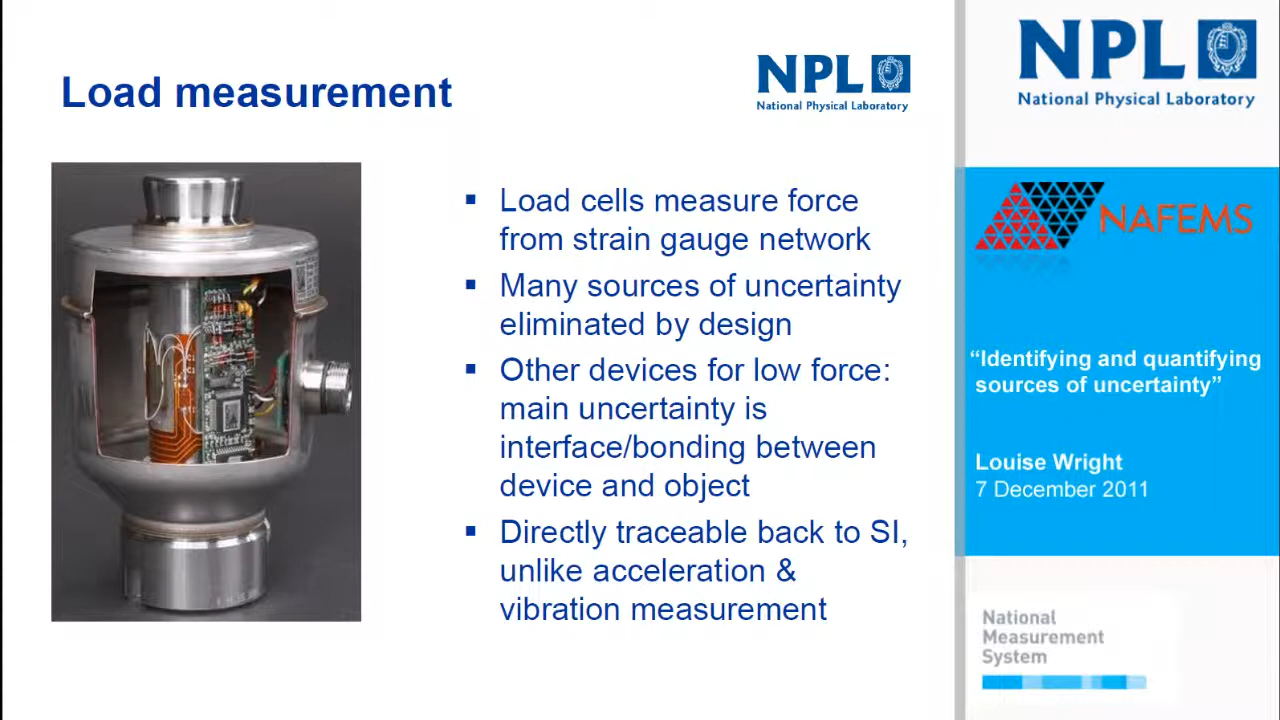 Load measurement
NPL
National Physical Laboratory
▪ Load cells measure force
from strain gauge network
▪ Many sources of uncertainty
eliminated by design
▪ Other devices for low force:
main uncertainty is
interface/bonding between
device and object
▪ Directly traceable back to SI,
unlike acceleration &
vibration measurement
NPL
National Physical Laboratory
NAFEMS
“Identifying and quantifying
sources of uncertainty”
Louise Wright
7 December 2011
National
Measurement
System